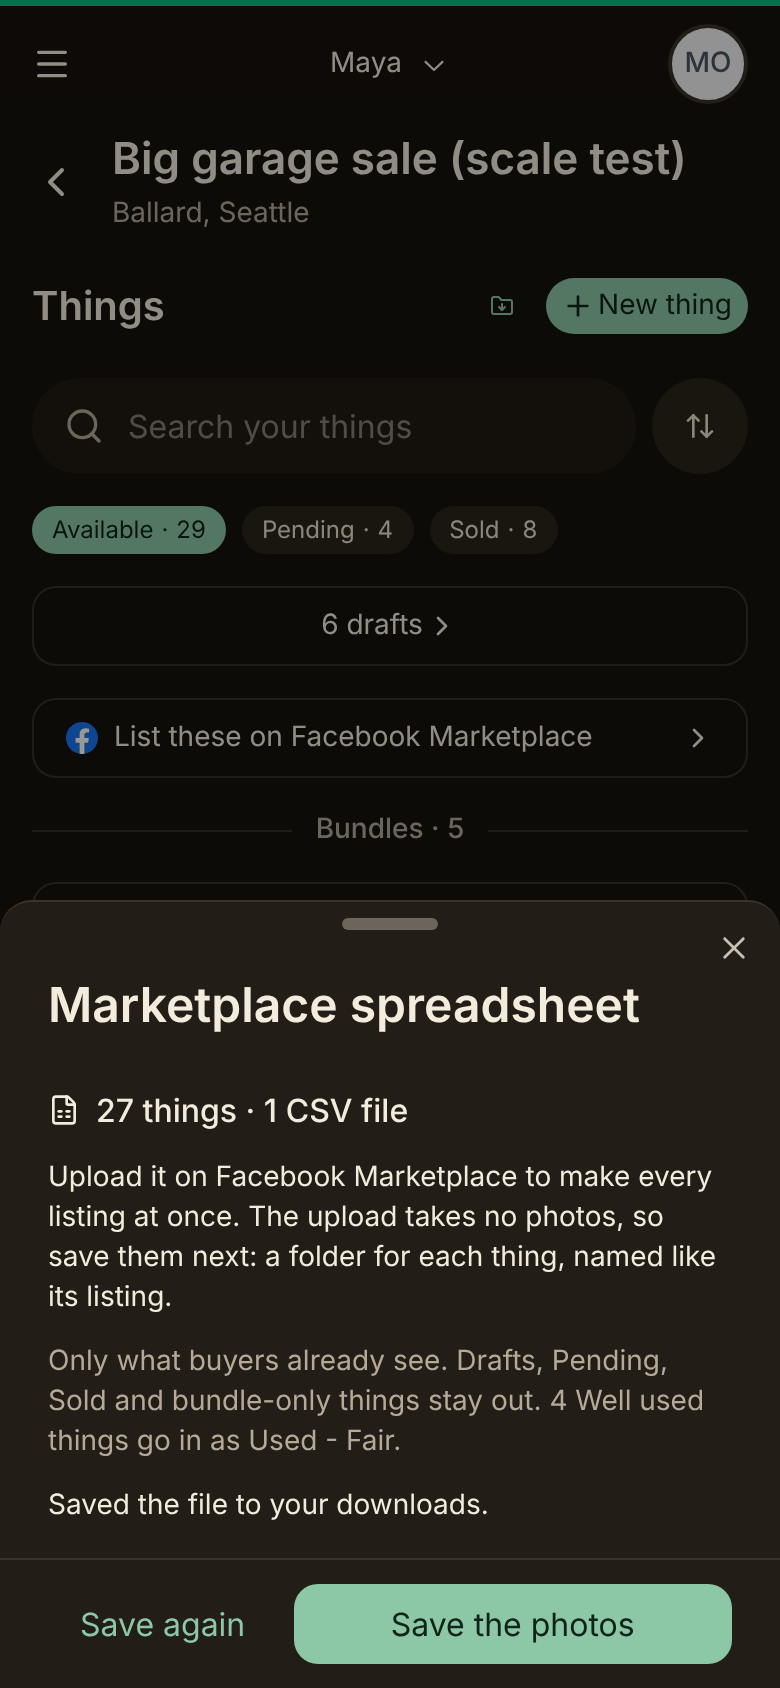 Maya
MO
Big garage sale (scale test)
Ballard, Seattle
Things
New thing
Search your things
Available · 29
Pending · 4
Sold · 8
6 drafts
List these on Facebook Marketplace
Bundles · 5
Marketplace spreadsheet
27 things · 1 CSV file
Upload it on Facebook Marketplace to make every
listing at once. The upload takes no photos, so
save them next: a folder for each thing, named like
its listing.
Only what buyers already see. Drafts, Pending,
Sold and bundle-only things stay out. 4 Well used
things go in as Used - Fair.
Saved the file to your downloads.
Save again
Save the photos